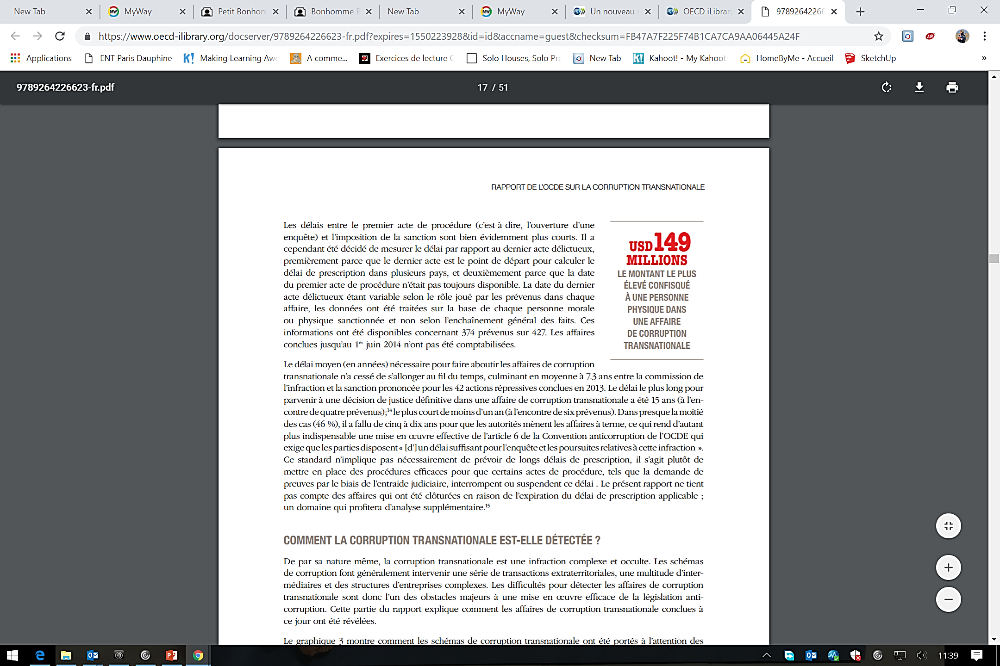 New Tab
MyWay
Petit Bonhom
Bonhomme
New Tab
MyWay
Un nouveau
OECD iLibrar
9789264226
https://www.oecd-ilibrary.org/docserver/9789264226623-fr.pdf?expires=1550223928&id=id&accname=guest&checksum=FB47A7F225F74B1CA7CA9AA06445A24F
Applications
ENT Paris Dauphine
Making Learning Awe
A comme...
Exercices de lecture
Solo Houses, Solo Pro
New Tab
Kahoot! - My Kahoot
HomeByMe - Accueil
SketchUp
»
9789264226623-fr.pdf
17 / 51
RAPPORT DE L'OCDE SUR LA CORRUPTION TRANSNATIONALE
Les délais entre le premier acte de procédure (c'est-à-dire, l'ouverture d'une
enquête) et l'imposition de la sanction sont bien évidemment plus courts. Il a
cependant été décidé de mesurer le délai par rapport au dernier acte délictueux,
premièrement parce que le dernier acte est le point de départ pour calculer le
délai de prescription dans plusieurs pays, et deuxièmement parce que la date
du premier acte de procédure n'était pas toujours disponible. La date du dernier
acte délictueux étant variable selon le rôle joué par les prévenus dans chaque
affaire, les données ont été traitées sur la base de chaque personne morale
ou physique sanctionnée et non selon l'enchaînement général des faits. Ces
informations ont été disponibles concernant 374 prévenus sur 427. Les affaires
conclues jusqu'au 1er juin 2014 n'ont pas été comptabilisées.
USD 149
MILLIONS
LE MONTANT LE PLUS
ÉLEVÉ CONFISQUÉ
À UNE PERSONNE
PHYSIQUE DANS
UNE AFFAIRE
DE CORRUPTION
TRANSNATIONALE
Le délai moyen (en années) nécessaire pour faire aboutir les affaires de corruption
transnationale n'a cessé de s'allonger au fil du temps, culminant en moyenne à 7.3 ans entre la commission de
l'infraction et la sanction prononcée pour les 42 actions répressives conclues en 2013. Le délai le plus long pour
parvenir à une décision de justice définitive dans une affaire de corruption transnationale a été 15 ans (à l'en-
contre de quatre prévenus);14 le plus court de moins d'un an (à l'encontre de six prévenus). Dans presque la moitié
des cas (46 %), il a fallu de cinq à dix ans pour que les autorités mènent les affaires à terme, ce qui rend d'autant
plus indispensable une mise en œuvre effective de l'article 6 de la Convention anticorruption de l'OCDE qui
exige que les parties disposent « [d'] un délai suffisant pour l'enquête et les poursuites relatives à cette infraction ».
Ce standard n'implique pas nécessairement de prévoir de longs délais de prescription, il s'agit plutôt de
mettre en place des procédures efficaces pour que certains actes de procédure, tels que la demande de
preuves par le biais de l'entraide judiciaire, interrompent ou suspendent ce délai . Le présent rapport ne tient
pas compte des affaires qui ont été clôturées en raison de l'expiration du délai de prescription applicable ;
un domaine qui profitera d'analyse supplémentaire.15
COMMENT LA CORRUPTION TRANSNATIONALE EST-ELLE DÉTECTÉE ?
De par sa nature même, la corruption transnationale est une infraction complexe et occulte. Les schémas
de corruption font généralement intervenir une série de transactions extraterritoriales, une multitude d'inter-
médiaires et des structures d'entreprises complexes. Les difficultés pour détecter les affaires de corruption
transnationale sont donc l'un des obstacles majeurs à une mise en œuvre efficace de la législation anti-
corruption. Cette partie du rapport explique comment les affaires de corruption transnationale conclues à
ce jour ont été révélées.
Le graphique 3 montre comment les schémas de corruption transnationale ont été portés à l'attention des
11:39